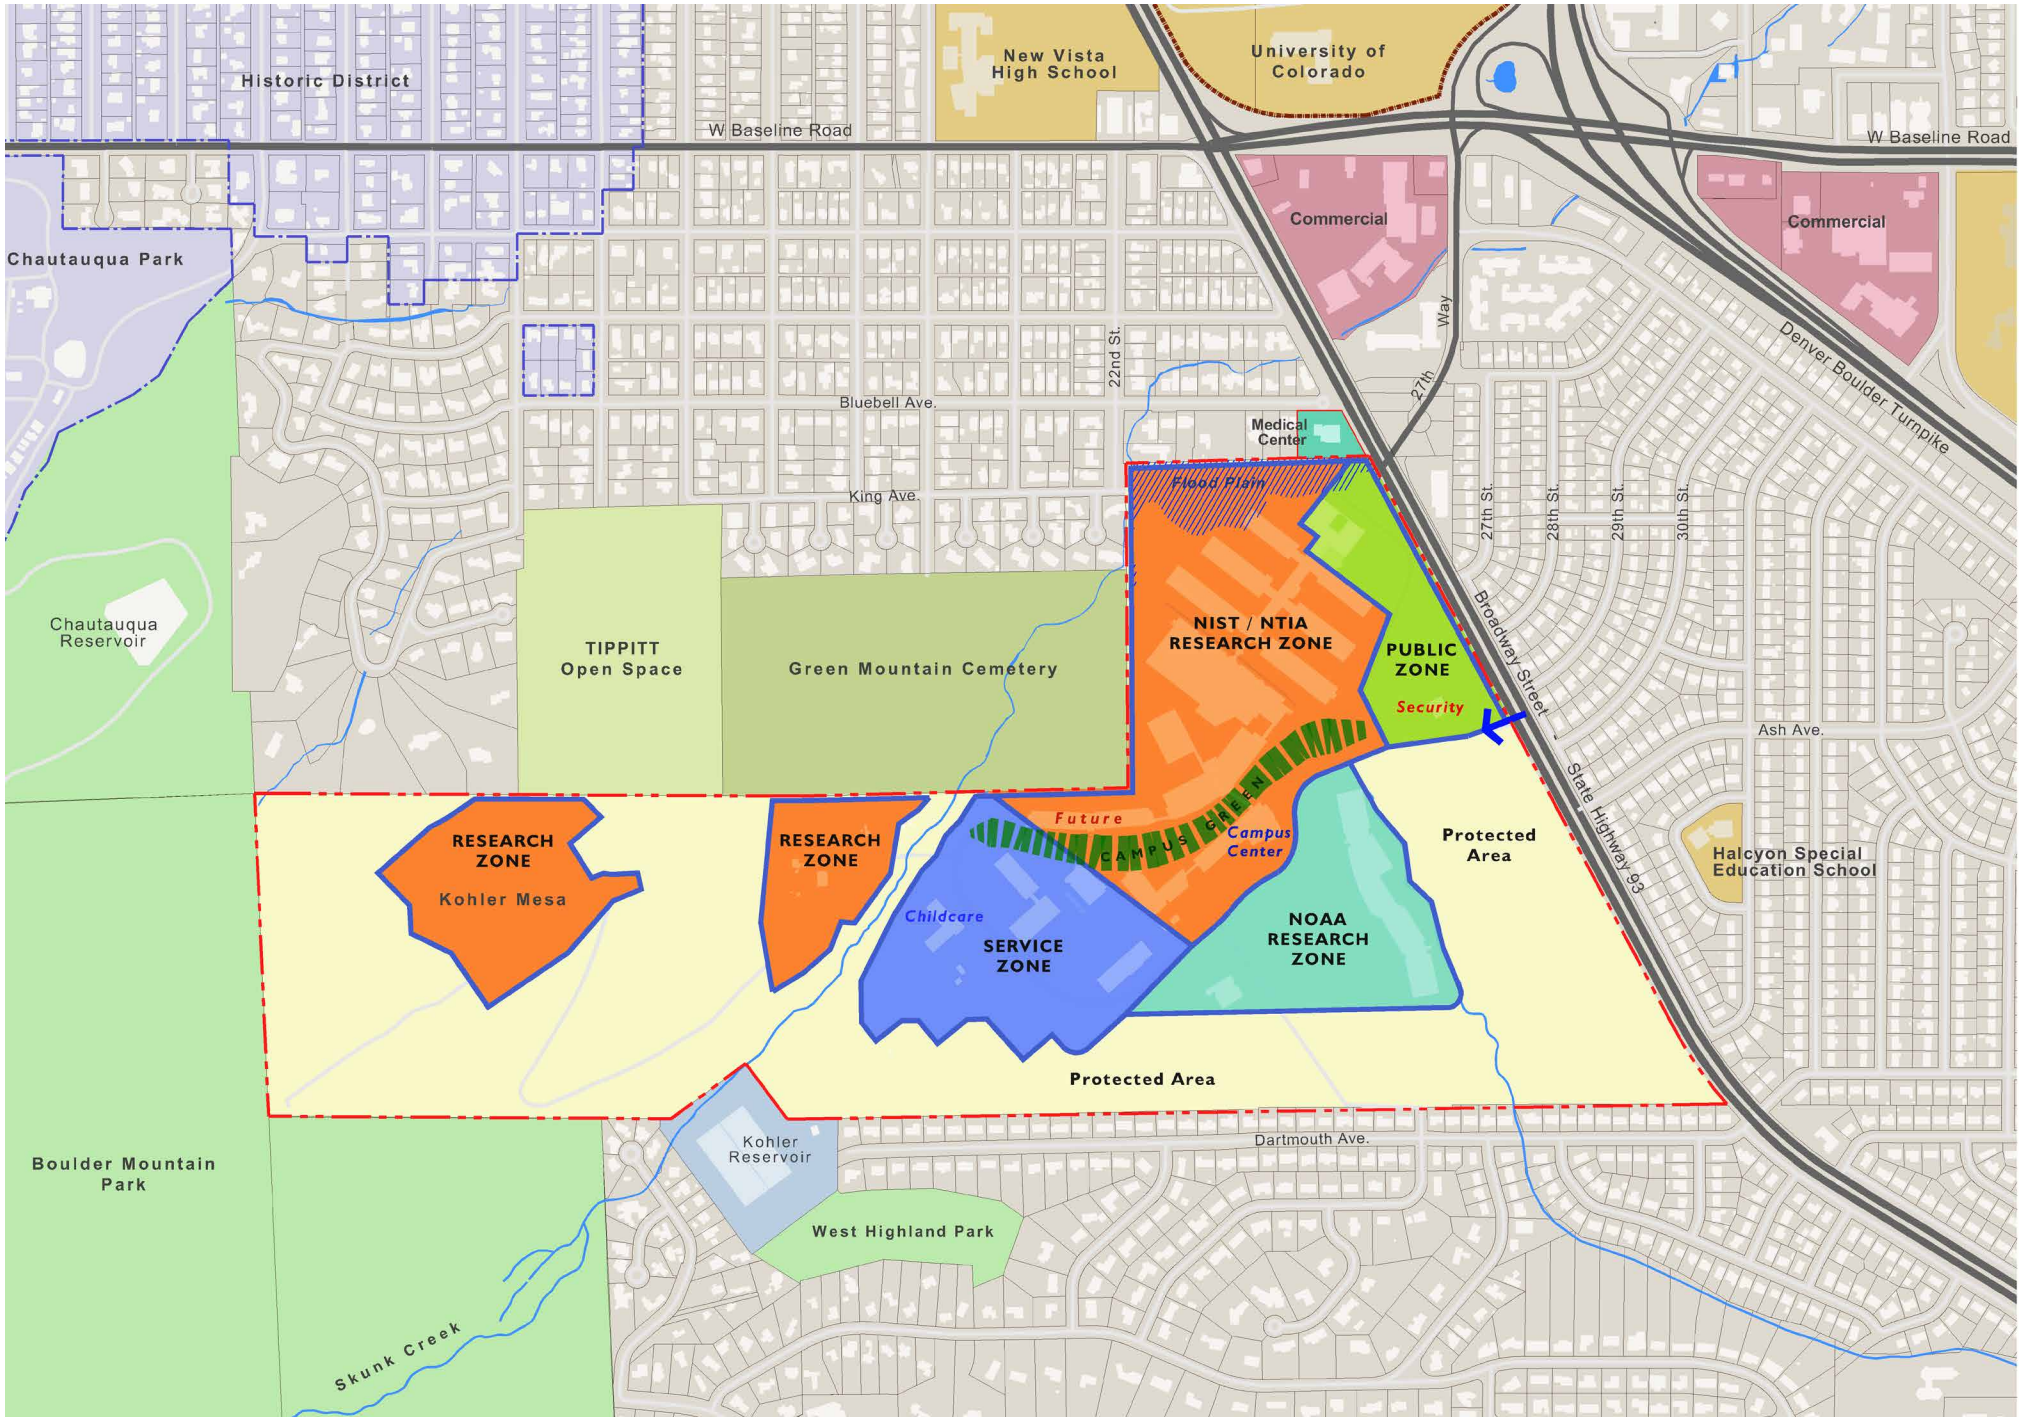 Historic District
New Vista
High School
University of
Colorado
W Baseline Road
W Baseline Road
Commercial
Commercial
Chautauqua Park
Way
27th
22nd St.
Denver Boulder Turnpike
Bluebell Ave.
Medical
Center
King Ave.
Flood Plain
27th St.
28th St.
29th St.
30th St.
Chautauqua
Reservoir
TIPPITT
Open Space
Green Mountain Cemetery
NIST / NTIA
RESEARCH ZONE
PUBLIC
ZONE
Security
Broadway Street -
State Highway 93
Ash Ave.
RESEARCH
ZONE
Kohler Mesa
RESEARCH
ZONE
Future
CAMPUS GREEN
Campus
Center
Protected
Area
Halcyon Special
Education School
Childcare
SERVICE
ZONE
NOAA
RESEARCH
ZONE
Protected Area
Kohler
Reservoir
Dartmouth Ave.
Boulder Mountain
Park
West Highland Park
Skunk Creek